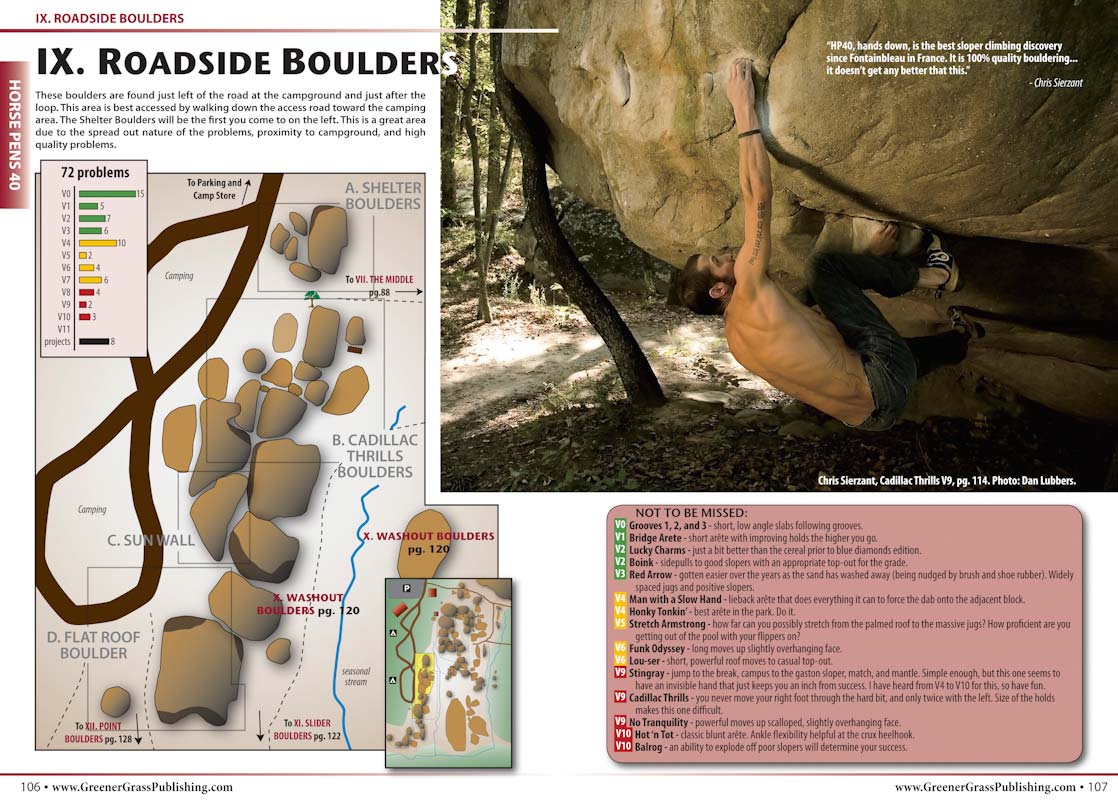 IX. ROADSIDE BOULDERS
IX. ROADSIDE BOULDERS
These boulders are found just left of the road at the campground and just after the
loop. This area is best accessed by walking down the access road toward the camping
area. The Shelter Boulders will be the first you come to on the left. This is a great area
due to the spread out nature of the problems, proximity to campground, and high
quality problems.
HORSE PENS 40
72 problems
V0 15
V1 5
V2 7
V3 6
V4 10
V5 2
V6 4
V7 6
V8 4
V9 2
V10 3
V11
projects 8
To Parking and
Camp Store
A. SHELTER
BOULDERS
Camping
To VII. THE MIDDLE
pg.88
B. CADILLAC
THRILLS
BOULDERS
Camping
C. SUN WALL
X. WASHOUT BOULDERS
pg. 120
X. WASHOUT
BOULDERS pg. 120
D. FLAT ROOF
BOULDER
seasonal
stream
To XII. POINT
BOULDERS pg. 128
To XI. SLIDER
BOULDERS pg. 122
P
106 • www.GreenerGrassPublishing.com
"HP40, hands down, is the best sloper climbing discovery
since Fontainbleau in France. It is 100% quality bouldering...
it doesn't get any better that this."
- Chris Sierzant
Chris Sierzant, Cadillac Thrills V9, pg. 114. Photo: Dan Lubbers.
NOT TO BE MISSED:
V0 Grooves 1, 2, and 3 - short, low angle slabs following grooves.
V1 Bridge Arete - short arête with improving holds the higher you go.
V2 Lucky Charms - just a bit better than the cereal prior to blue diamonds edition.
V2 Boink - sidepulls to good slopers with an appropriate top-out for the grade.
V3 Red Arrow - gotten easier over the years as the sand has washed away (being nudged by brush and shoe rubber). Widely
spaced jugs and positive slopers.
V4 Man with a Slow Hand - lieback arête that does everything it can to force the dab onto the adjacent block.
V4 Honky Tonkin' - best arête in the park. Do it.
V5 Stretch Armstrong - how far can you possibly stretch from the palmed roof to the massive jugs? How proficient are you
getting out of the pool with your flippers on?
V6 Funk Odyssey - long moves up slightly overhanging face.
V6 Lou-ser - short, powerful roof moves to casual top-out.
V9 Stingray - jump to the break, campus to the gaston sloper, match, and mantle. Simple enough, but this one seems to
have an invisible hand that just keeps you an inch from success. I have heard from V4 to V10 for this, so have fun.
V9 Cadillac Thrills - you never move your right foot through the hard bit, and only twice with the left. Size of the holds
makes this one difficult.
V9 No Tranquility - powerful moves up scalloped, slightly overhanging face.
V10 Hot 'n Tot - classic blunt arête. Ankle flexibility helpful at the crux heelhook.
V10 Balrog - an ability to explode off poor slopers will determine your success.
www.GreenerGrassPublishing.com • 107